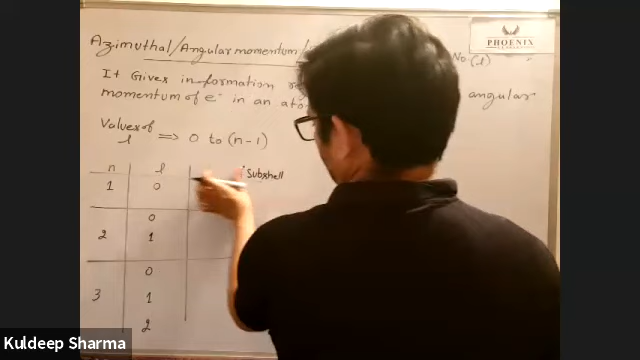 PHOENIX
Azimuthal/Angular momentum/ No (l)
It Gives information angular
momentum of e⁻ in an
Values of
l ⇒ 0 to (n-1)
n l Subshell
1 0
0
2 1
0
3 1
2
Kuldeep Sharma